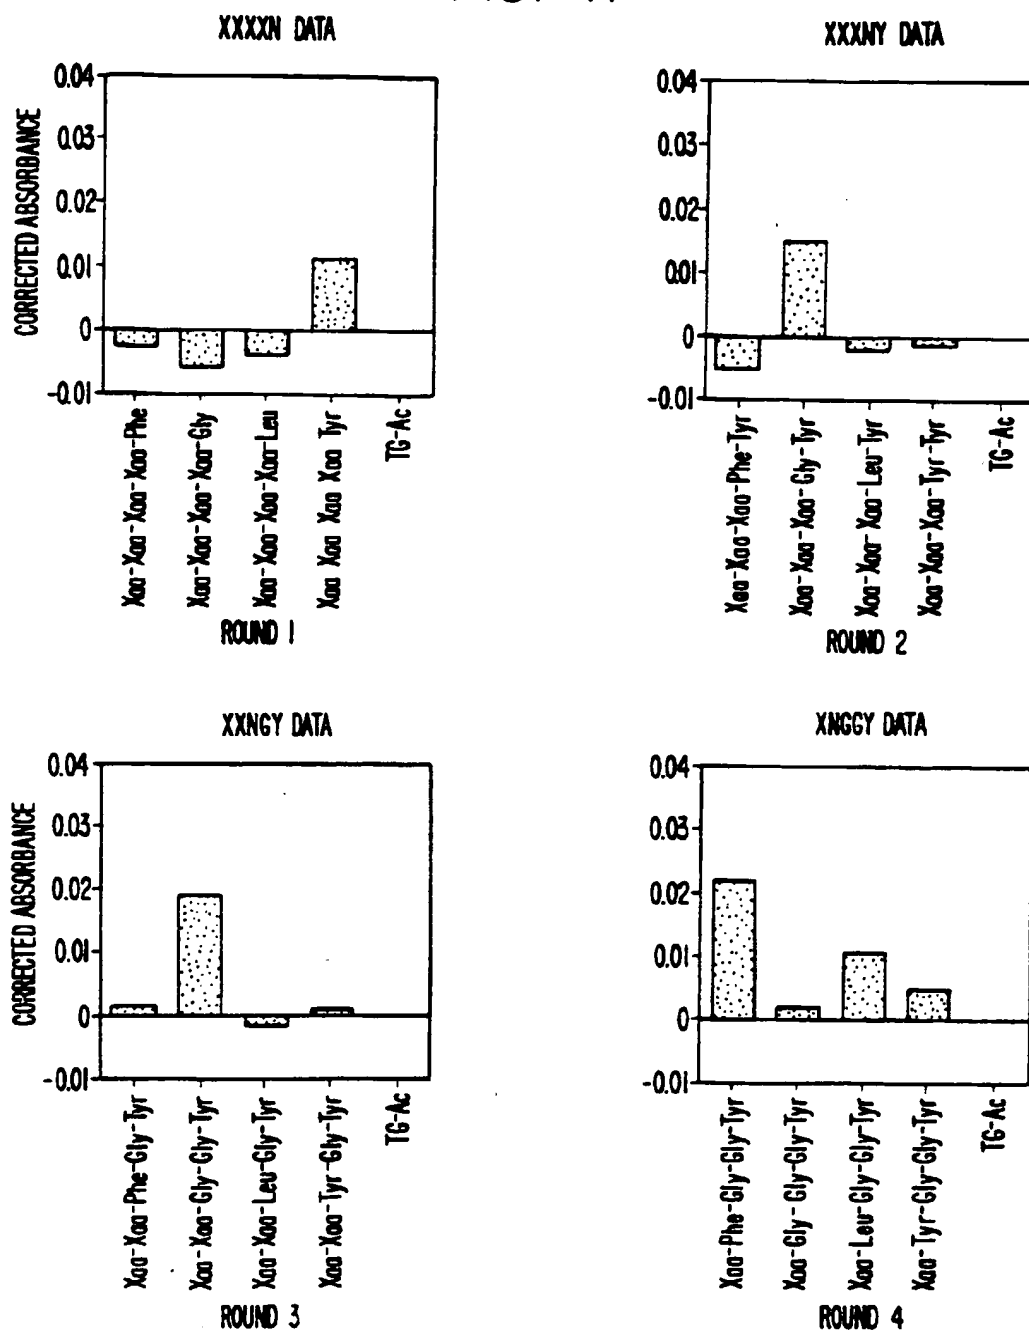 XXXXN DATA
CORRECTED ABSORBANCE
0.04
0.03
0.02
0.01
0
-0.01
Xaa-Xaa-Xaa-Phe
Xaa-Xaa-Xaa-Gly
Xaa-Xaa-Xaa-Leu
Xaa Xaa Xaa Tyr
TG-Ac
ROUND 1
XXXNY DATA
0.04
0.03
0.02
0.01
0
-0.01
Xaa-Xaa-Xaa-Phe-Tyr
Xaa-Xaa-Xaa-Gly-Tyr
Xaa-Xaa-Xaa-Leu-Tyr
Xaa-Xaa-Xaa-Tyr-Tyr
TG-Ac
ROUND 2
XXNGY DATA
CORRECTED ABSORBANCE
0.04
0.03
0.02
0.01
0
-0.01
Xaa-Xaa-Phe-Gly-Tyr
Xaa-Xaa-Gly-Gly-Tyr
Xaa-Xaa-Leu-Gly-Tyr
Xaa-Xaa-Tyr-Gly-Tyr
TG-Ac
ROUND 3
XNGGY DATA
0.04
0.03
0.02
0.01
0
-0.01
Xaa-Phe-Gly-Gly-Tyr
Xaa-Gly-Gly-Gly-Tyr
Xaa-Leu-Gly-Gly-Tyr
Xaa-Tyr-Gly-Gly-Tyr
TG-Ac
ROUND 4